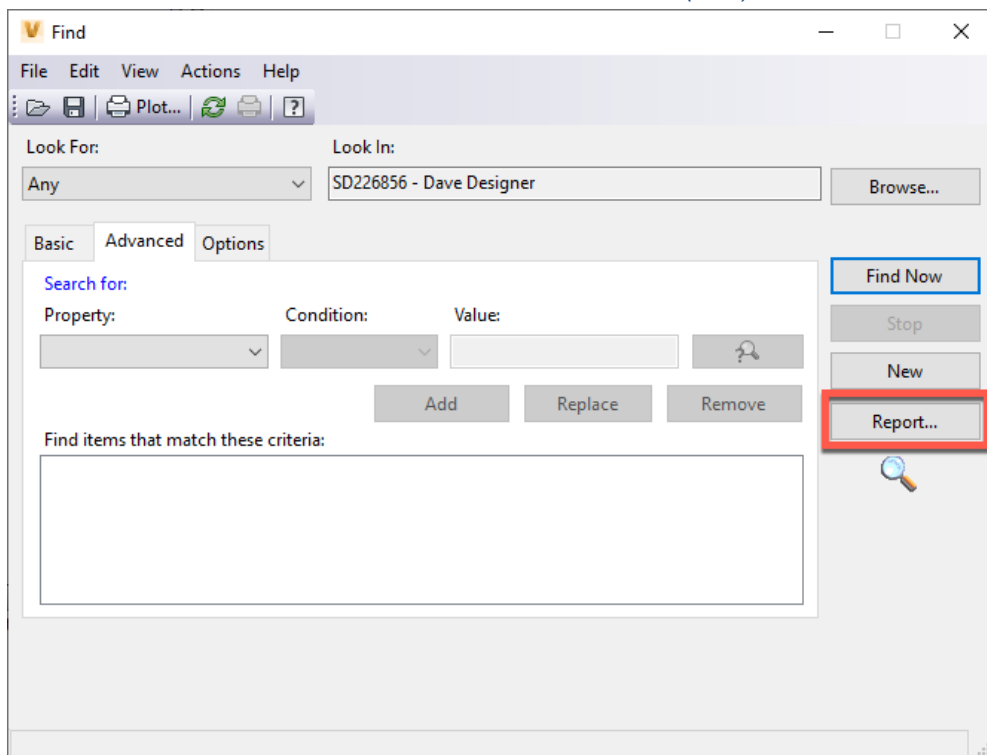 Find
File Edit View Actions Help
Plot...
Look For: Look In:
Any SD226856 - Dave Designer Browse...
Basic Advanced Options
Search for: Find Now
Property: Condition: Value: Stop
New
Add Replace Remove Report...
Find items that match these criteria: